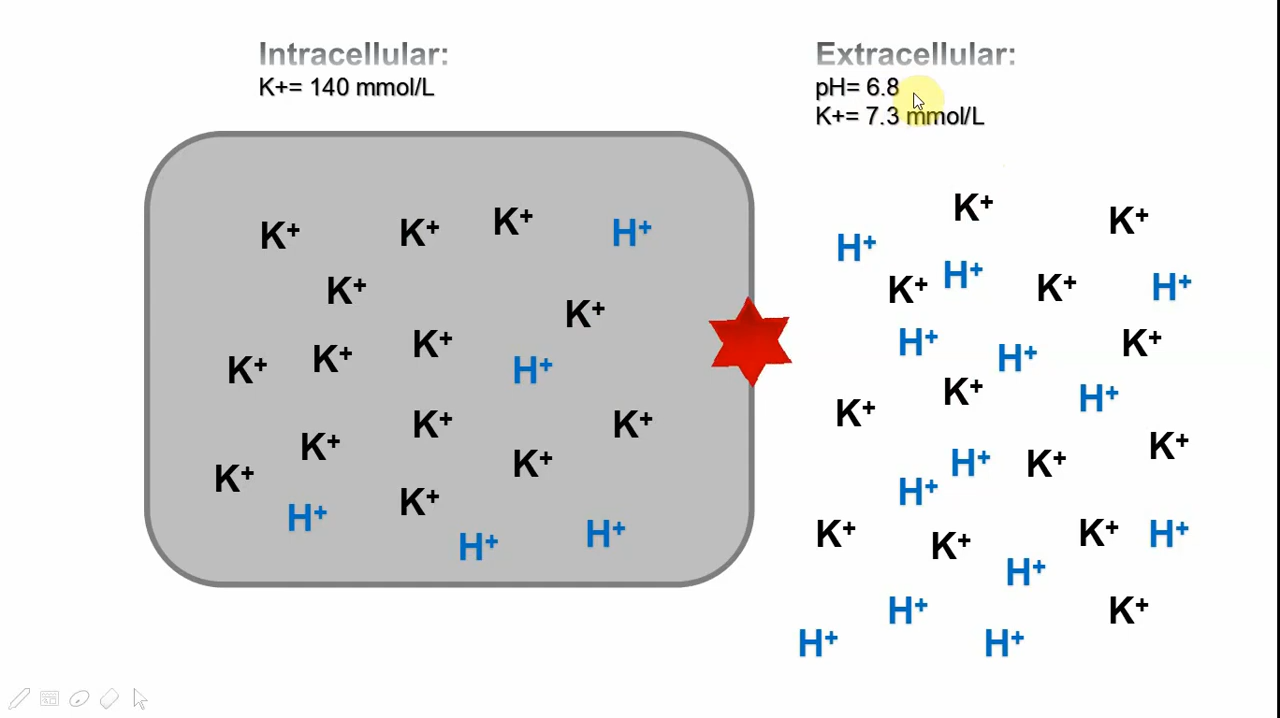 Intracellular:
K+= 140 mmol/L
Extracellular:
pH= 6.8
K+= 7.3 mmol/L
K⁺ K⁺ K⁺ H⁺
K⁺ K⁺
K⁺ K⁺ K⁺ H⁺
K⁺ K⁺
K⁺ K⁺ K⁺
K⁺ H⁺
H⁺ H⁺
K⁺ K⁺
H⁺ H⁺
K⁺ K⁺ H⁺
H⁺ H⁺ K⁺
K⁺ K⁺ H⁺
H⁺ K⁺ K⁺
H⁺
K⁺ K⁺ K⁺ H⁺
H⁺
H⁺ K⁺
H⁺ H⁺